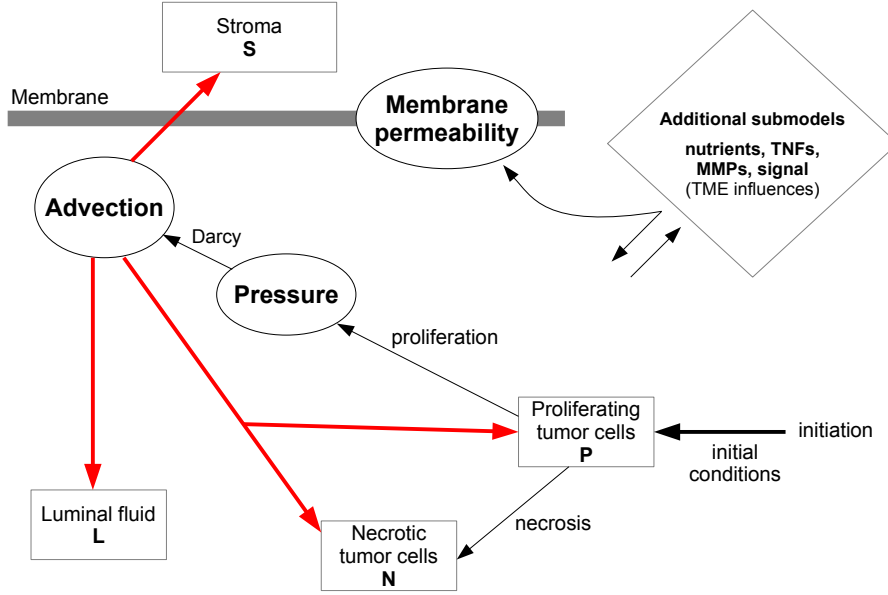 Stroma
S
Membrane
Membrane
permeability
Additional submodels
nutrients, TNFs,
MMPs, signal
(TME influences)
Advection
Darcy
Pressure
proliferation
Proliferating
tumor cells
P
initiation
initial
conditions
Luminal fluid
L
necrosis
Necrotic
tumor cells
N